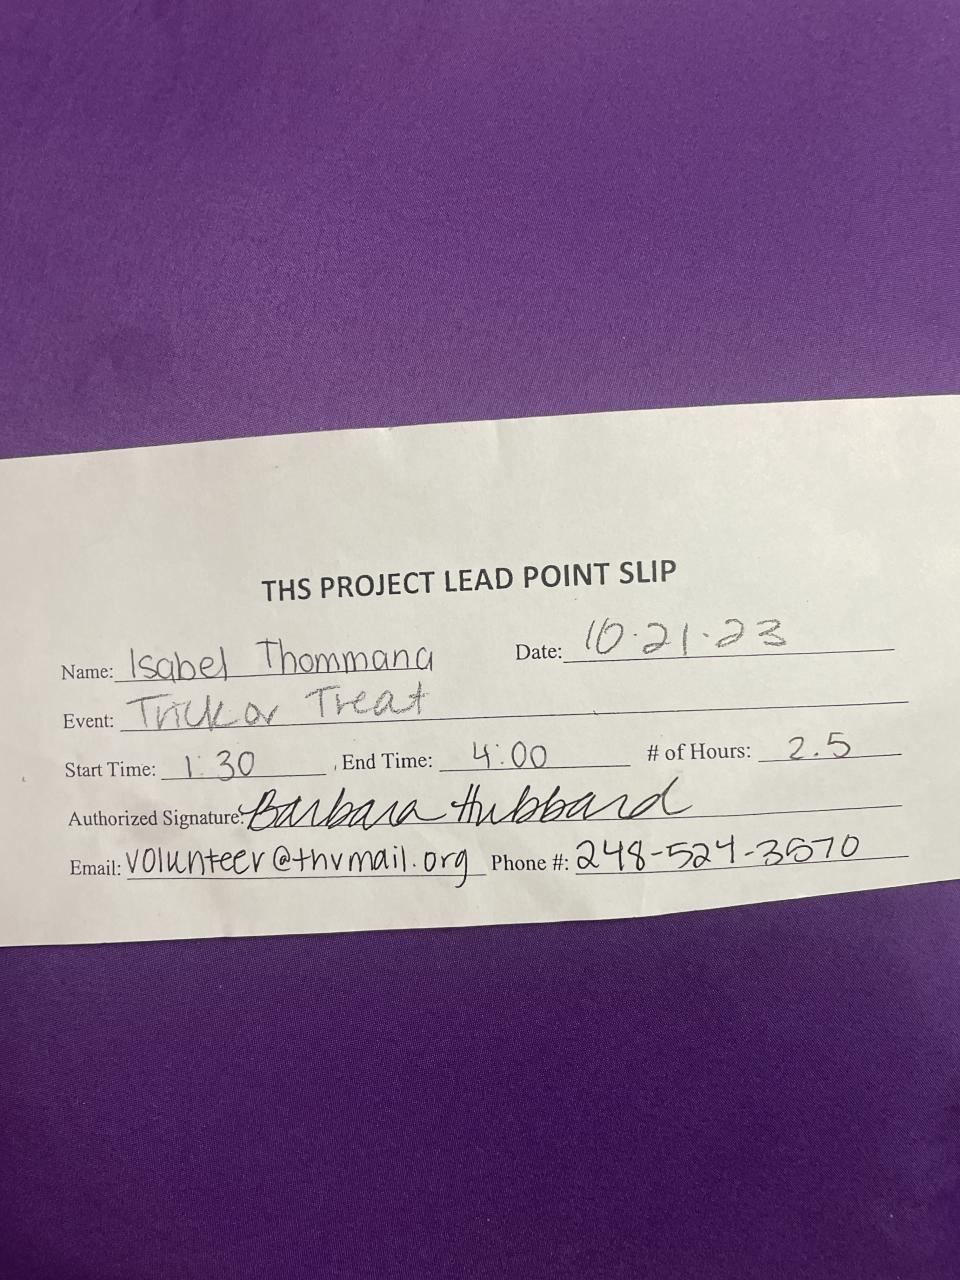 THS PROJECT LEAD POINT SLIP
Name: Isabel Thommana Date: 10.21.23
Event: Trick or Treat
Start Time: 1:30 End Time: 4:00 # of Hours: 2.5
Authorized Signature: Barbara Hubbard
Email: volunteer@thvmail.org Phone #: 248-524-3570